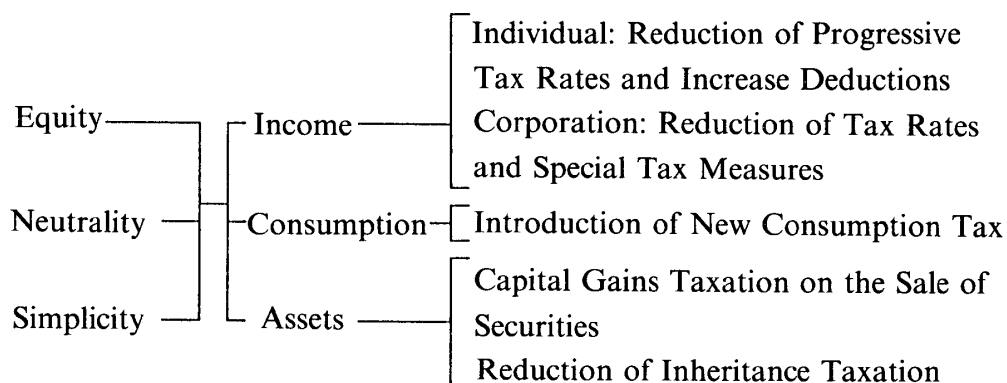 Equity
Neutrality
Simplicity
Income
Consumption
Assets
Individual: Reduction of Progressive
Tax Rates and Increase Deductions
Corporation: Reduction of Tax Rates
and Special Tax Measures
Introduction of New Consumption Tax
Capital Gains Taxation on the Sale of
Securities
Reduction of Inheritance Taxation